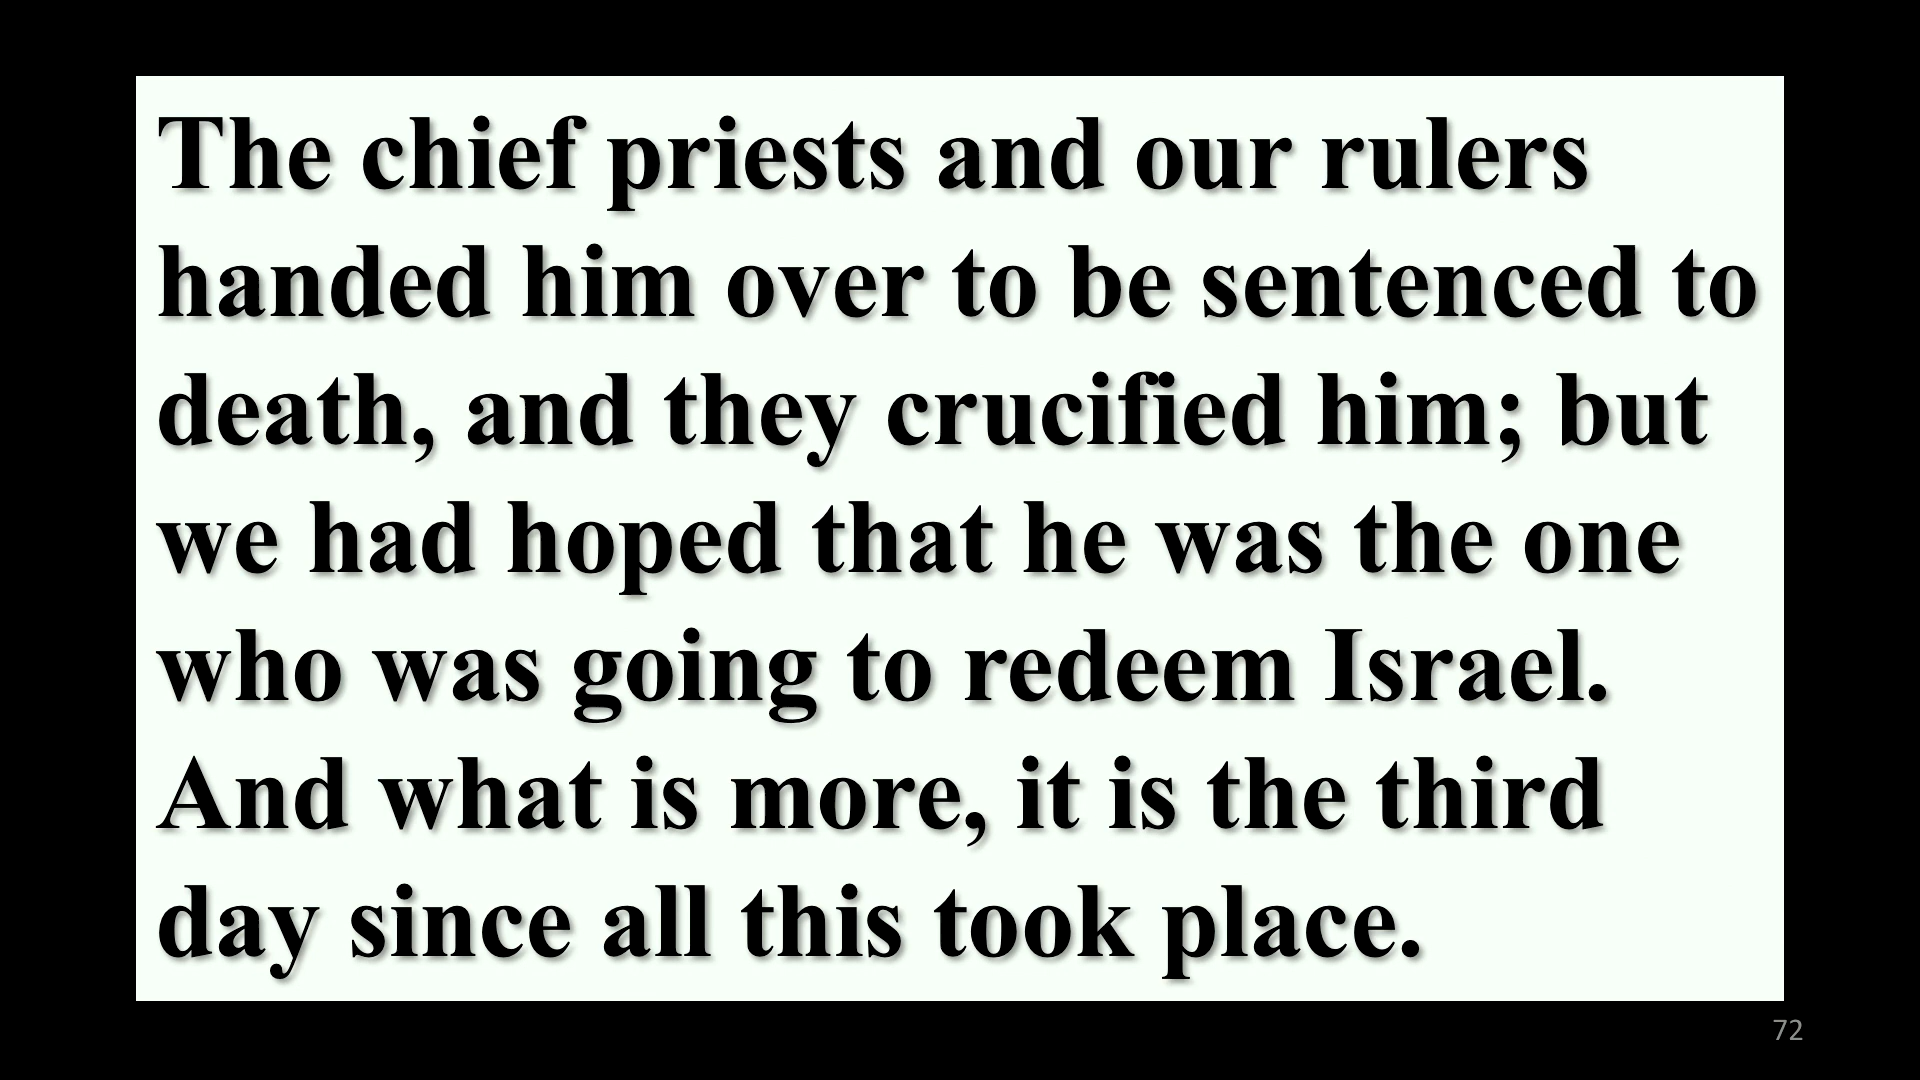 The chief priests and our rulers
handed him over to be sentenced to
death, and they crucified him; but
we had hoped that he was the one
who was going to redeem Israel.
And what is more, it is the third
day since all this took place.
72